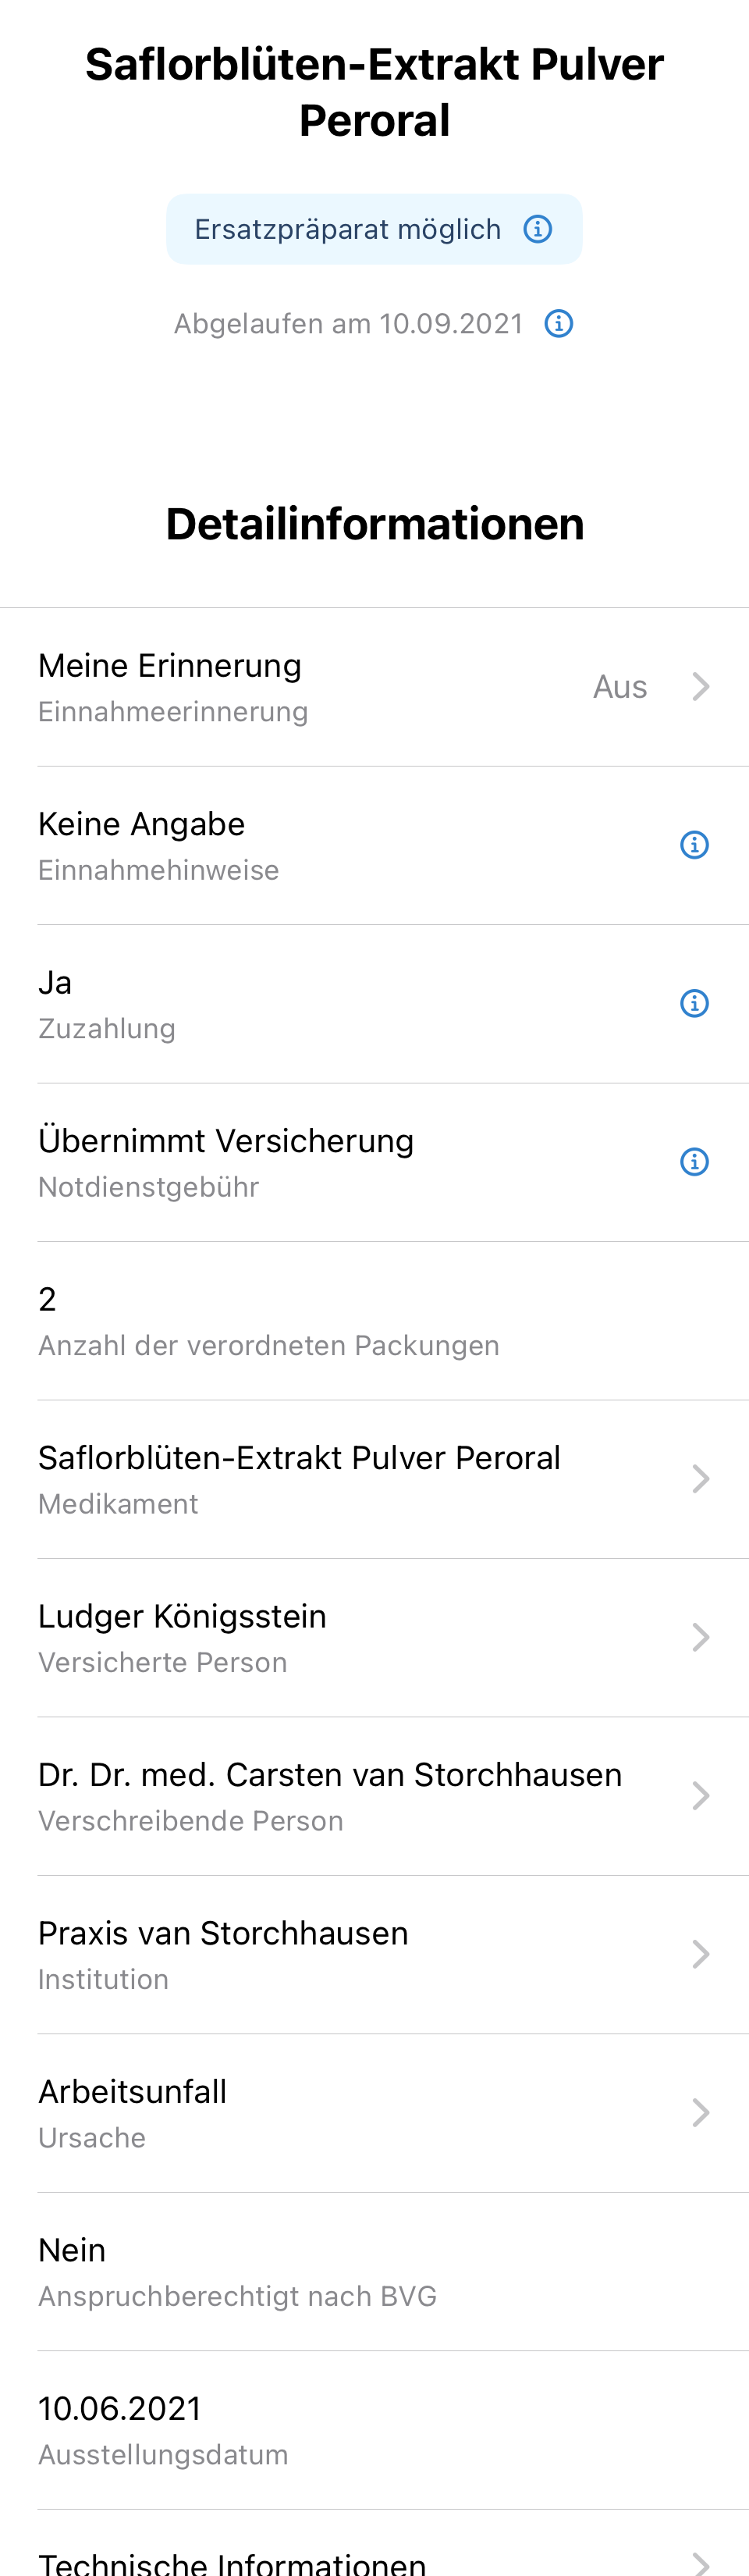 Saflorblüten-Extrakt Pulver
Peroral
Ersatzpräparat möglich
Abgelaufen am 10.09.2021
Detailinformationen
Meine Erinnerung
Aus
Einnahmeerinnerung
Keine Angabe
Einnahmehinweise
Ja
Zuzahlung
Übernimmt Versicherung
Notdienstgebühr
2
Anzahl der verordneten Packungen
Saflorblüten-Extrakt Pulver Peroral
Medikament
Ludger Königsstein
Versicherte Person
Dr. Dr. med. Carsten van Storchhausen
Verschreibende Person
Praxis van Storchhausen
Institution
Arbeitsunfall
Ursache
Nein
Anspruchberechtigt nach BVG
10.06.2021
Ausstellungsdatum
Technische Informationen